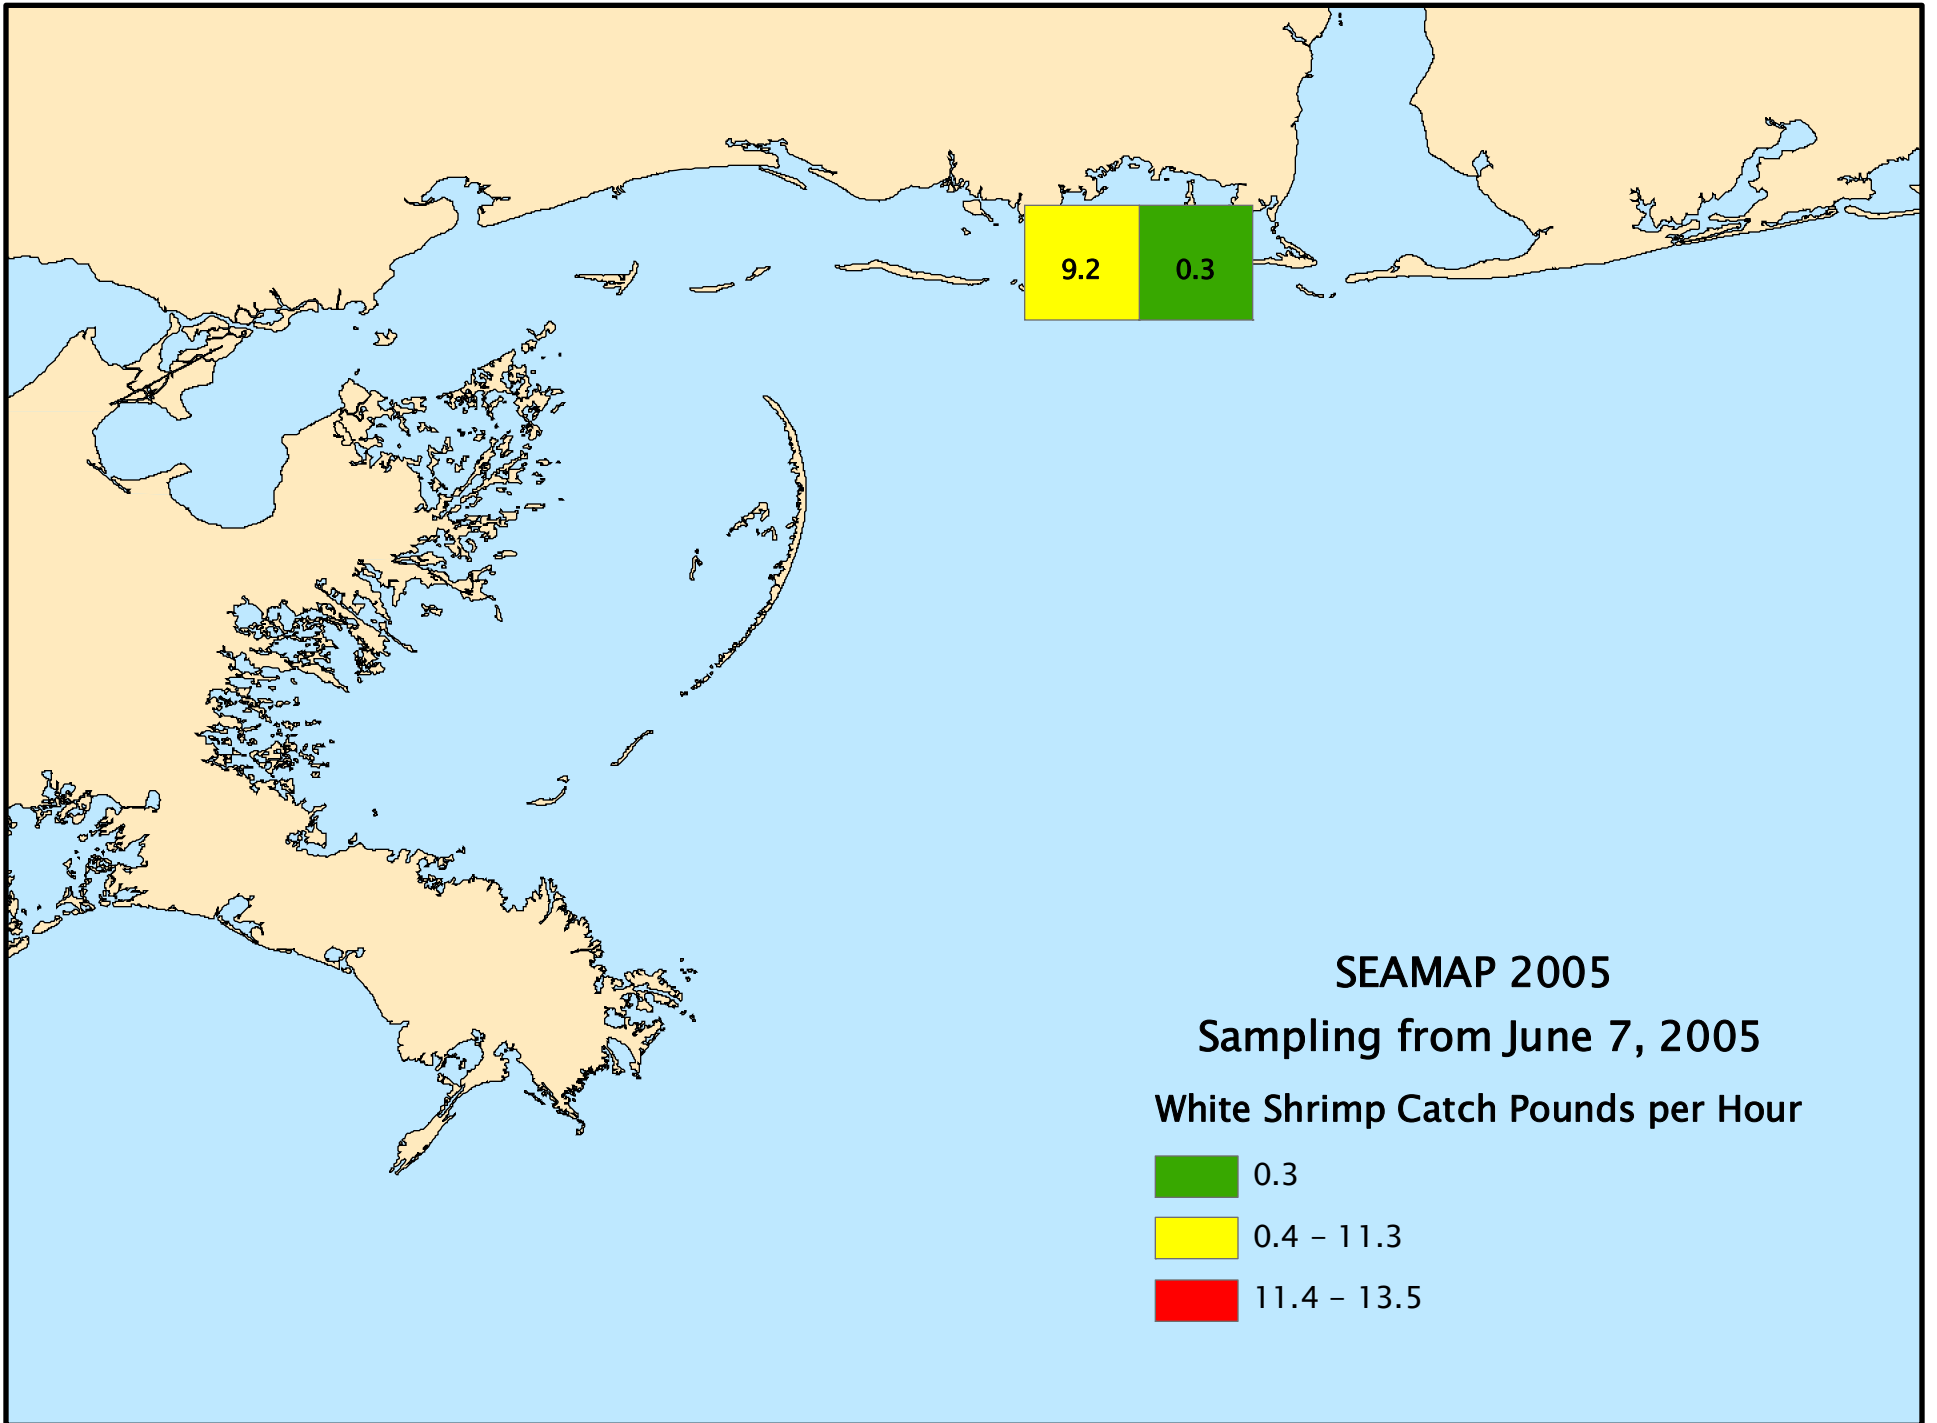 9.2 0.3
SEAMAP 2005
Sampling from June 7, 2005
White Shrimp Catch Pounds per Hour
0.3
0.4 - 11.3
11.4 - 13.5